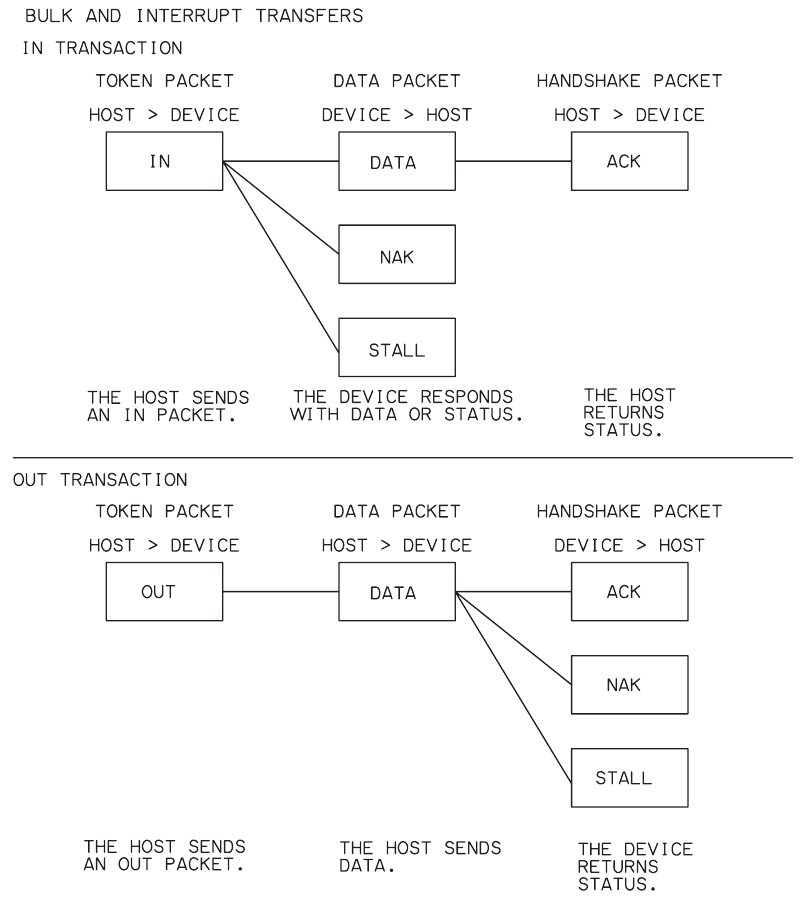 BULK AND INTERRUPT TRANSFERS
IN TRANSACTION
TOKEN PACKET DATA PACKET HANDSHAKE PACKET
HOST > DEVICE DEVICE > HOST HOST > DEVICE
IN DATA ACK
NAK
STALL
THE HOST SENDS
AN IN PACKET.
THE DEVICE RESPONDS
WITH DATA OR STATUS.
THE HOST
RETURNS
STATUS.
OUT TRANSACTION
TOKEN PACKET DATA PACKET HANDSHAKE PACKET
HOST > DEVICE HOST > DEVICE DEVICE > HOST
OUT DATA ACK
NAK
STALL
THE HOST SENDS
AN OUT PACKET.
THE HOST SENDS
DATA.
THE DEVICE
RETURNS
STATUS.